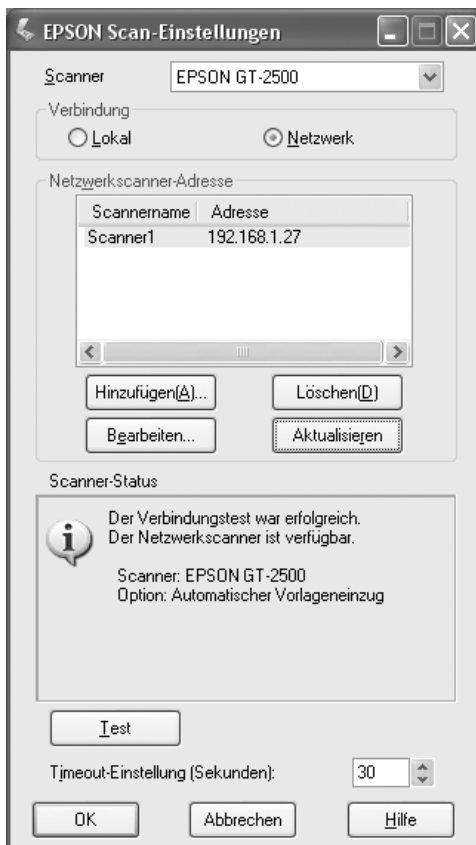 EPSON Scan-Einstellungen
Scanner EPSON GT-2500
Verbindung
Lokal Netzwerk
Netzwerkscanner-Adresse
Scannername Adresse
Scanner1 192.168.1.27
Hinzufügen(A)... Löschen(D)
Bearbeiten... Aktualisieren
Scanner-Status
Der Verbindungstest war erfolgreich.
Der Netzwerkscanner ist verfügbar.
Scanner: EPSON GT-2500
Option: Automatischer Vorlageneinzug
Test
Timeout-Einstellung (Sekunden): 30
OK Abbrechen Hilfe